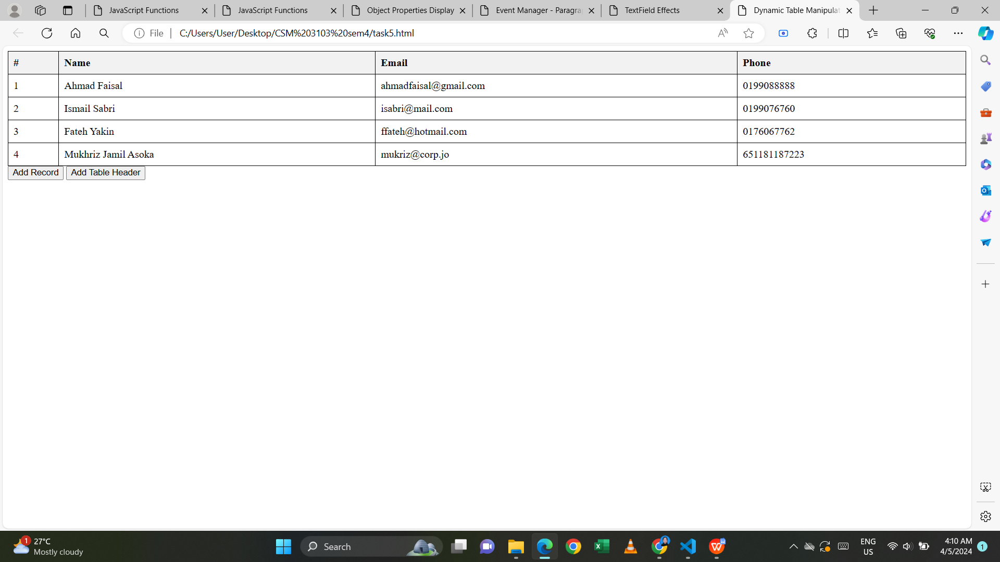 JavaScript Functions
JavaScript Functions
Object Properties Display
Event Manager - Paragra
TextField Effects
Dynamic Table Manipulat
File
C:/Users/User/Desktop/CSM%203103%20sem4/task5.html
# Name Email Phone
1 Ahmad Faisal ahmadfaisal@gmail.com 0199088888
2 Ismail Sabri isabri@mail.com 0199076760
3 Fateh Yakin ffateh@hotmail.com 0176067762
4 Mukhriz Jamil Asoka mukriz@corp.jo 651181187223
Add Record Add Table Header
1
27°C
Mostly cloudy
Search
ENG
US
4:10 AM
4/5/2024
1